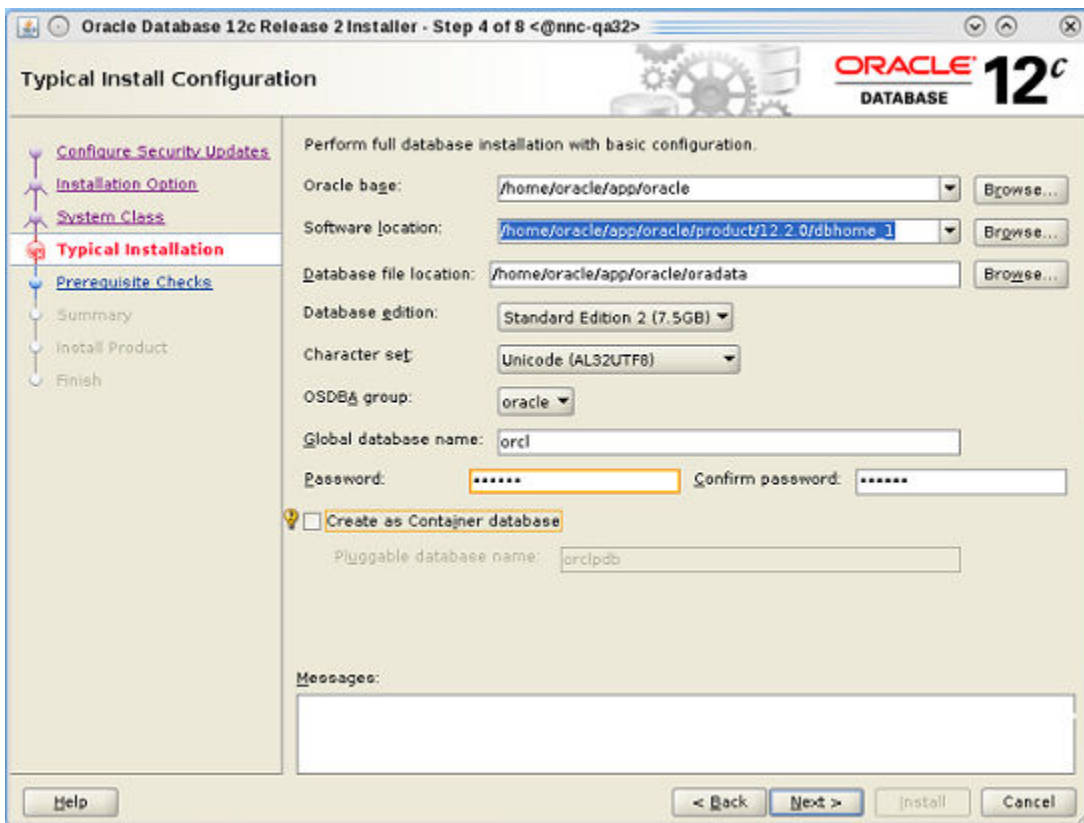 Oracle Database 12c Release 2 Installer - Step 4 of 8 <@nnc-qa32>
Typical Install Configuration
ORACLE
DATABASE
12c
Configure Security Updates
Installation Option
System Class
Typical Installation
Prerequisite Checks
Summary
Install Product
Finish
Perform full database installation with basic configuration.
Oracle base: /home/oracle/app/oracle Browse...
Software location: /home/oracle/app/oracle/product/12.2.0/dbhome_1 Browse...
Database file location: /home/oracle/app/oracle/oradata Browse...
Database edition: Standard Edition 2 (7.5GB)
Character set: Unicode (AL32UTF8)
OSDBA group: oracle
Global database name: orcl
Password: •••••• Confirm password: ••••••
Create as Container database
Pluggable database name: orclpdb
Messages:
Help < Back Next > Install Cancel